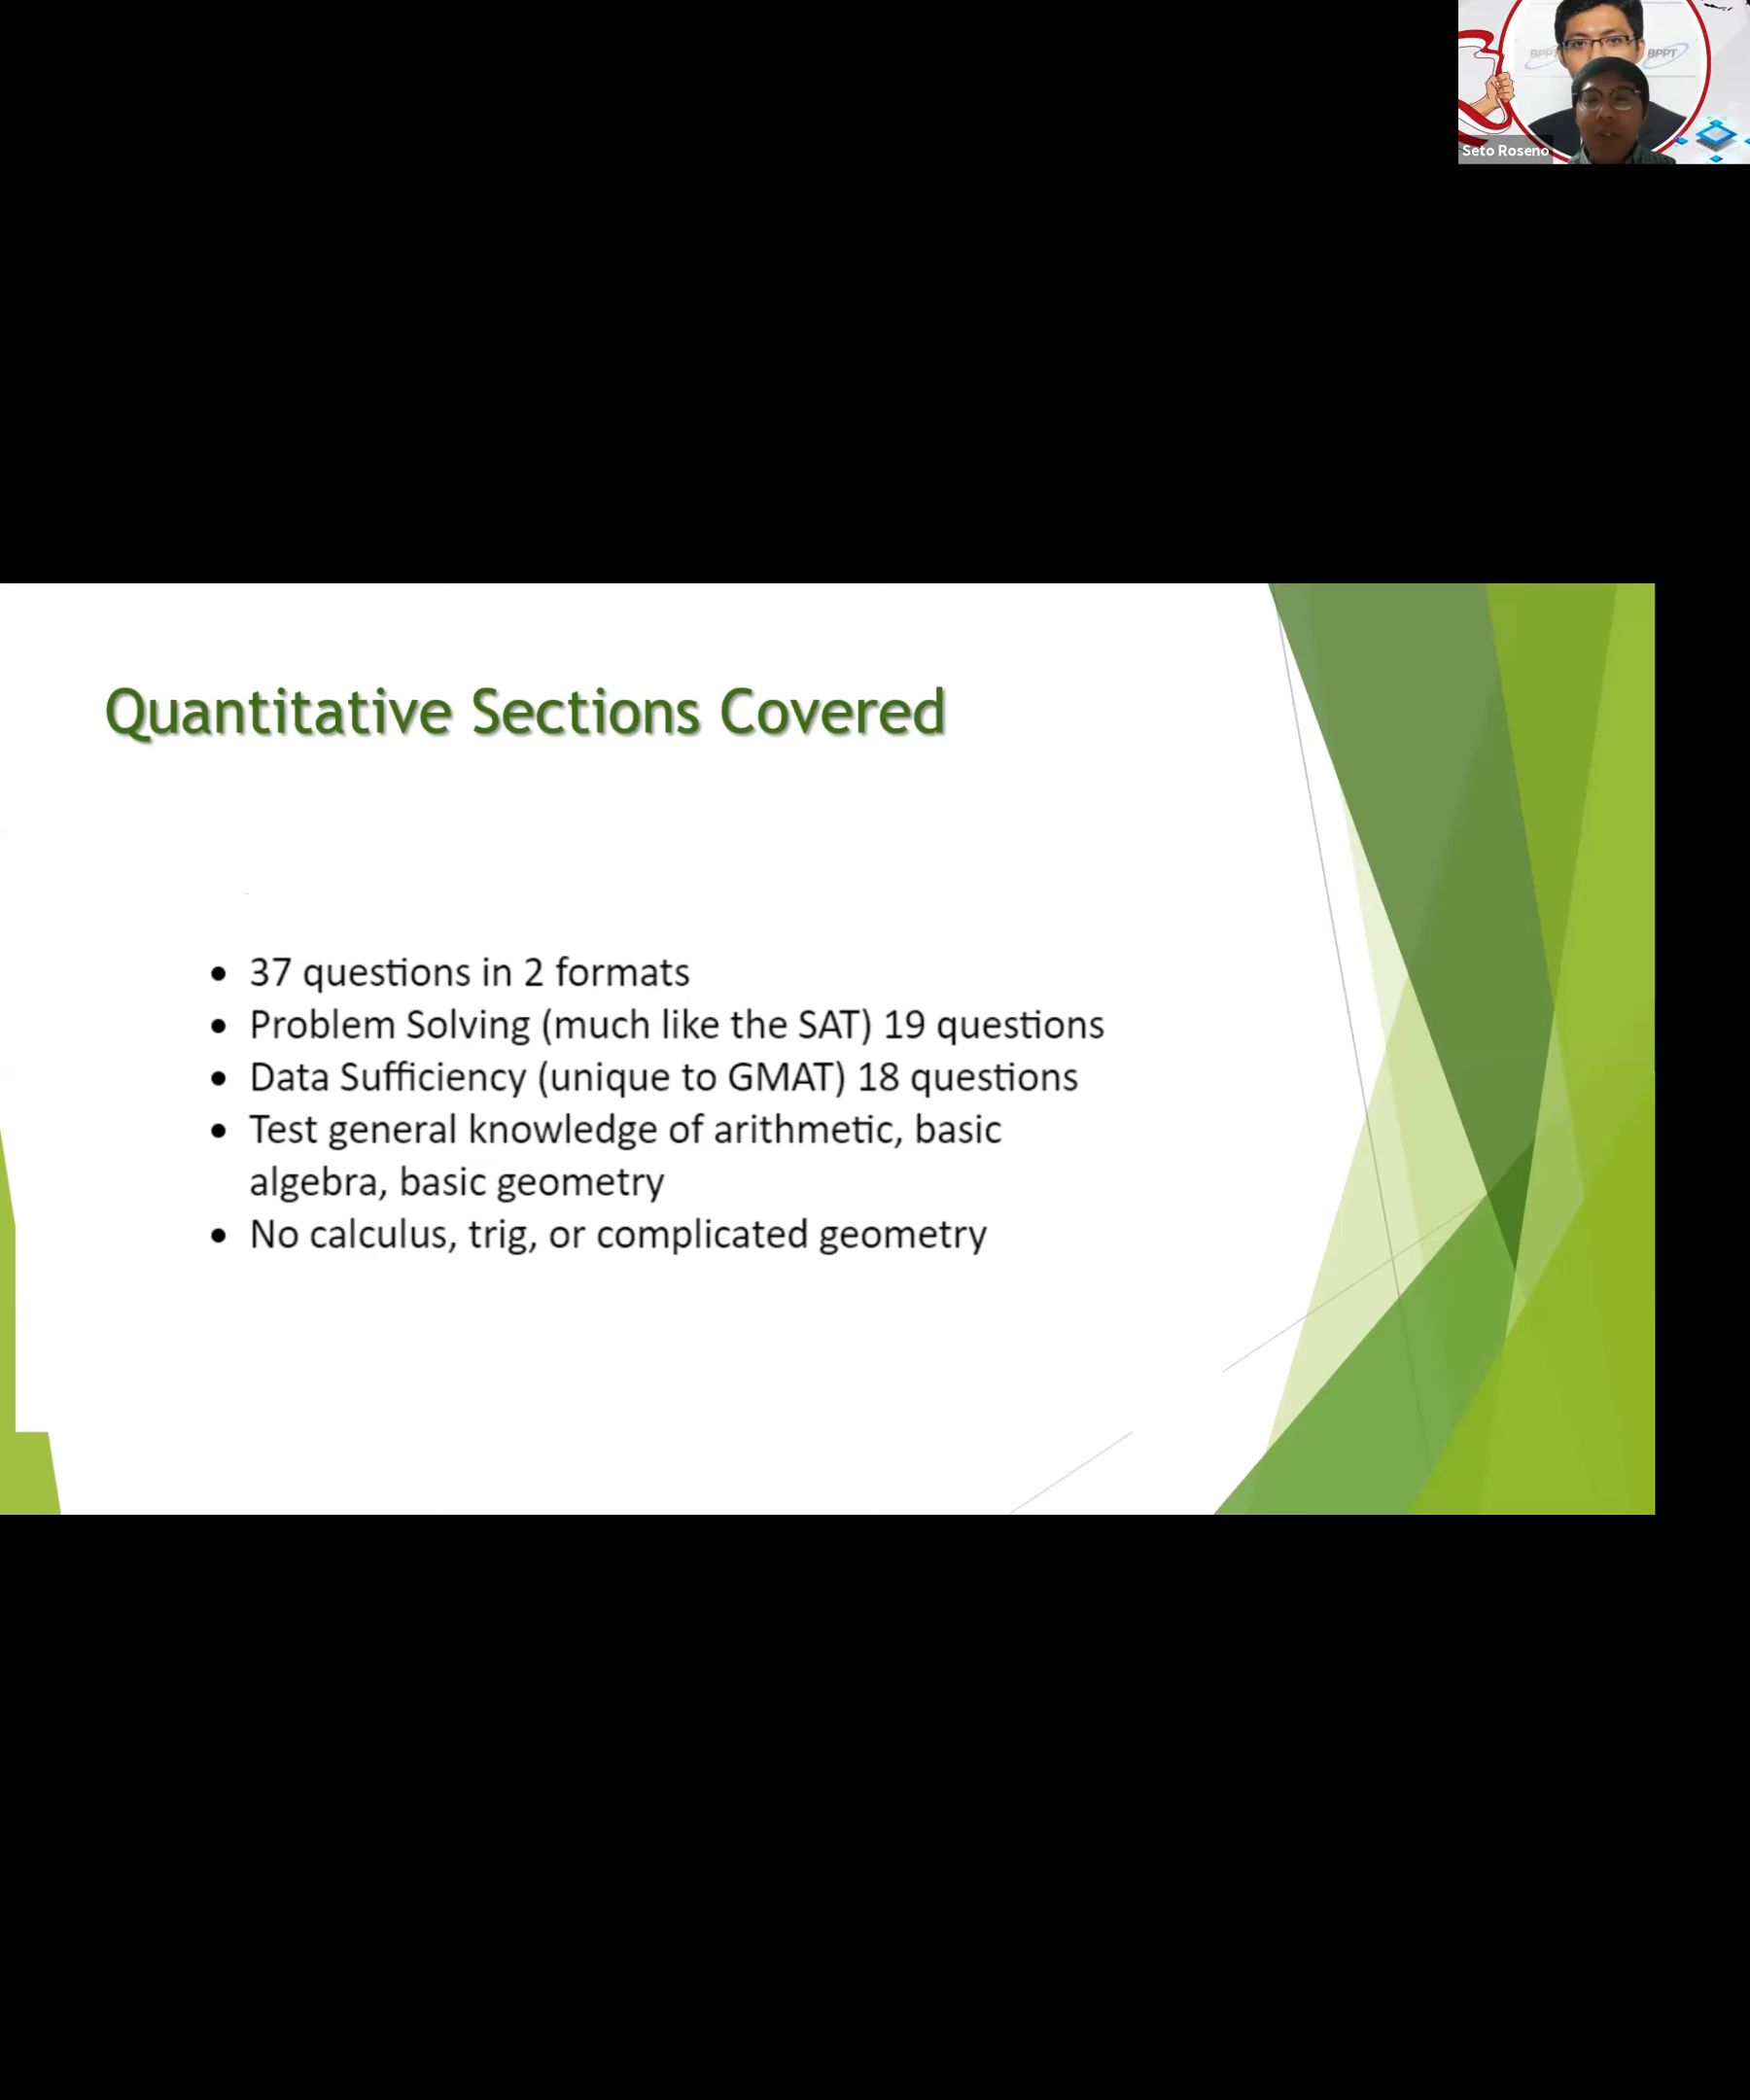 BPPT BPPT
Seto Roseno
Quantitative Sections Covered
• 37 questions in 2 formats
• Problem Solving (much like the SAT) 19 questions
• Data Sufficiency (unique to GMAT) 18 questions
• Test general knowledge of arithmetic, basic
algebra, basic geometry
• No calculus, trig, or complicated geometry